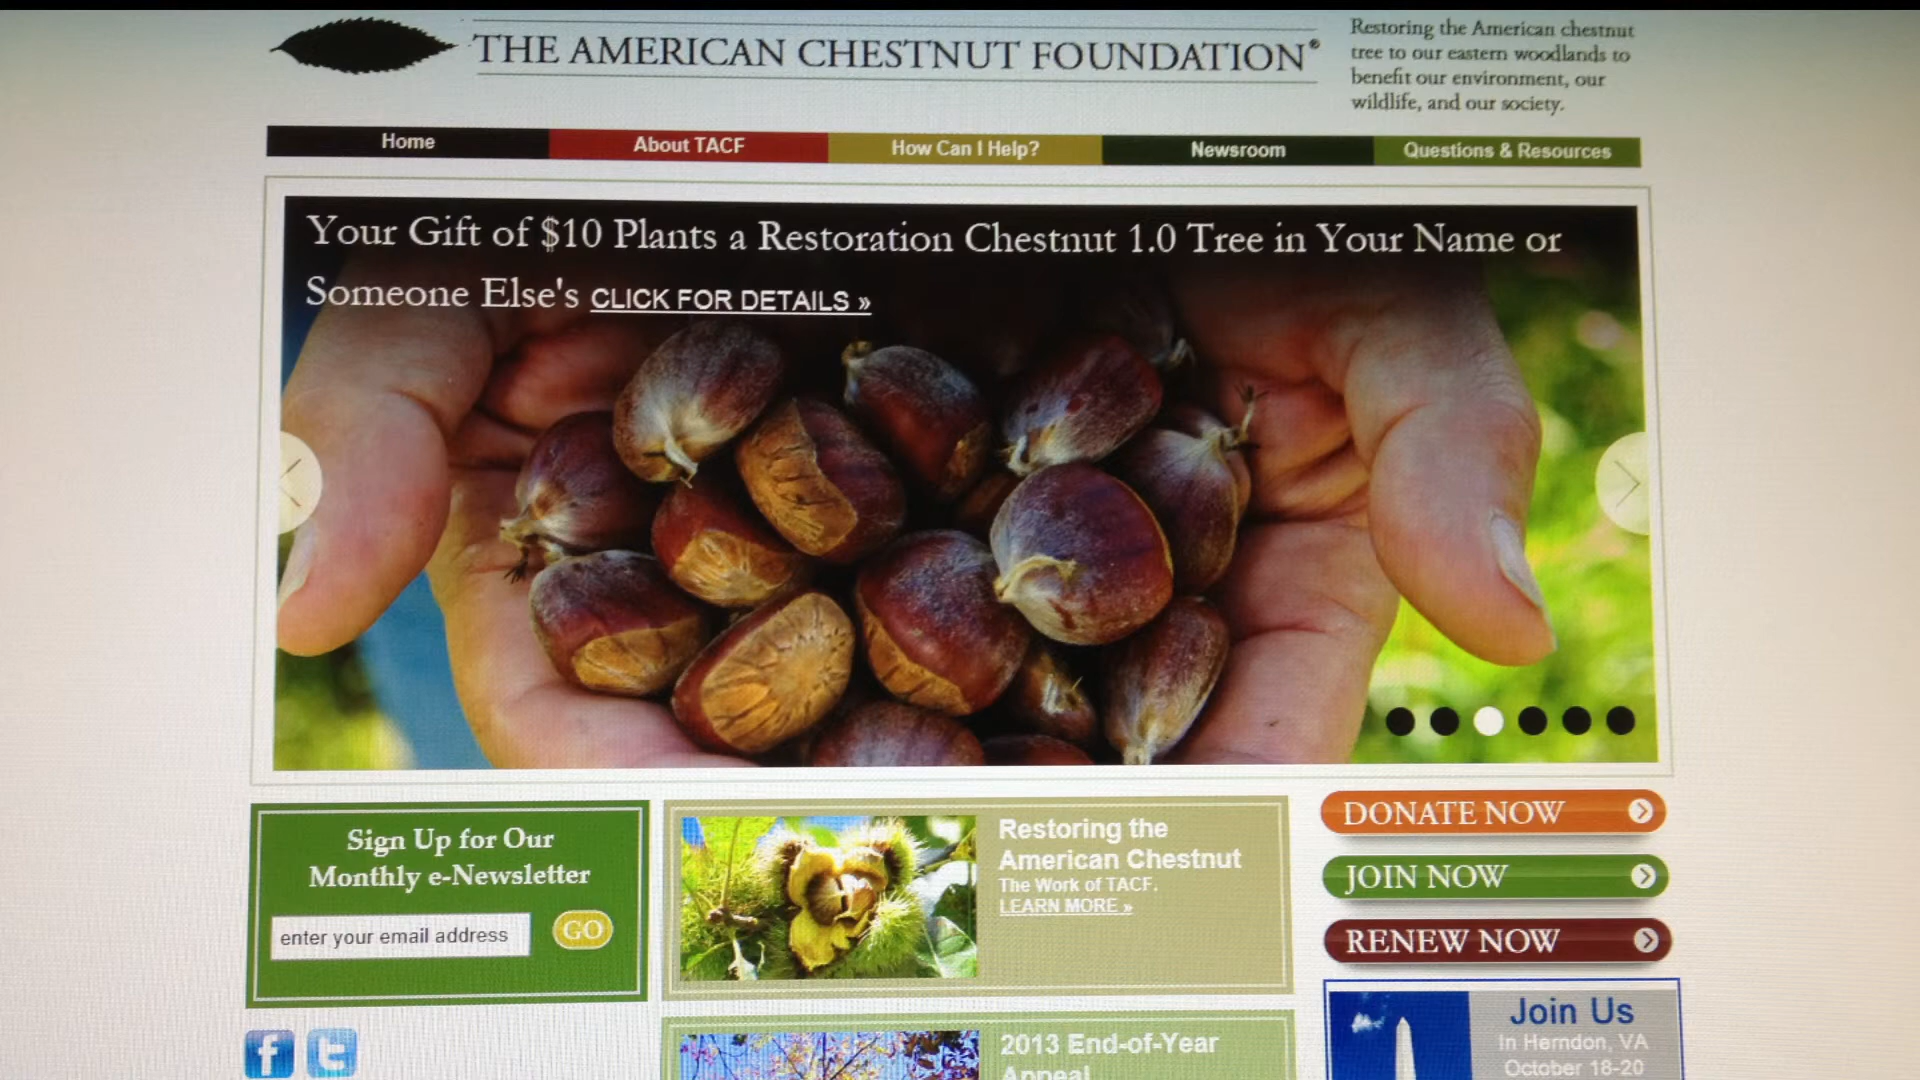 THE AMERICAN CHESTNUT FOUNDATION®
Restoring the American chestnut
tree to our eastern woodlands to
benefit our environment, our
wildlife, and our society.
Home
About TACF
How Can I Help?
Newsroom
Questions & Resources
Your Gift of $10 Plants a Restoration Chestnut 1.0 Tree in Your Name or
Someone Else's CLICK FOR DETAILS »
Sign Up for Our
Monthly e-Newsletter
enter your email address
GO
Restoring the
American Chestnut
The Work of TACF.
LEARN MORE »
DONATE NOW
JOIN NOW
RENEW NOW
f t
2013 End-of-Year
Appeal
Join Us
In Herndon, VA
October 18-20